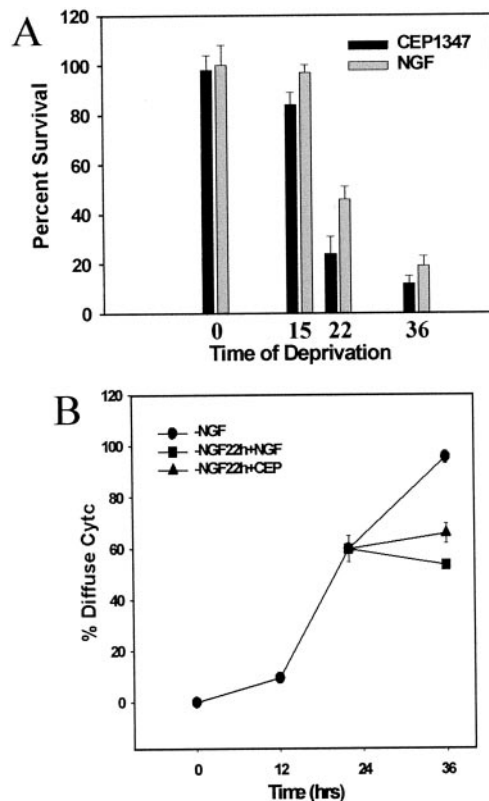 A
CEP1347
NGF
Percent Survival
120
100
80
60
40
20
0
0 15 22 36
Time of Deprivation
B
-NGF
-NGF22h+NGF
-NGF22h+CEP
% Diffuse Cytc
120
100
80
60
40
20
0
0 12 24 36
Time (hrs)